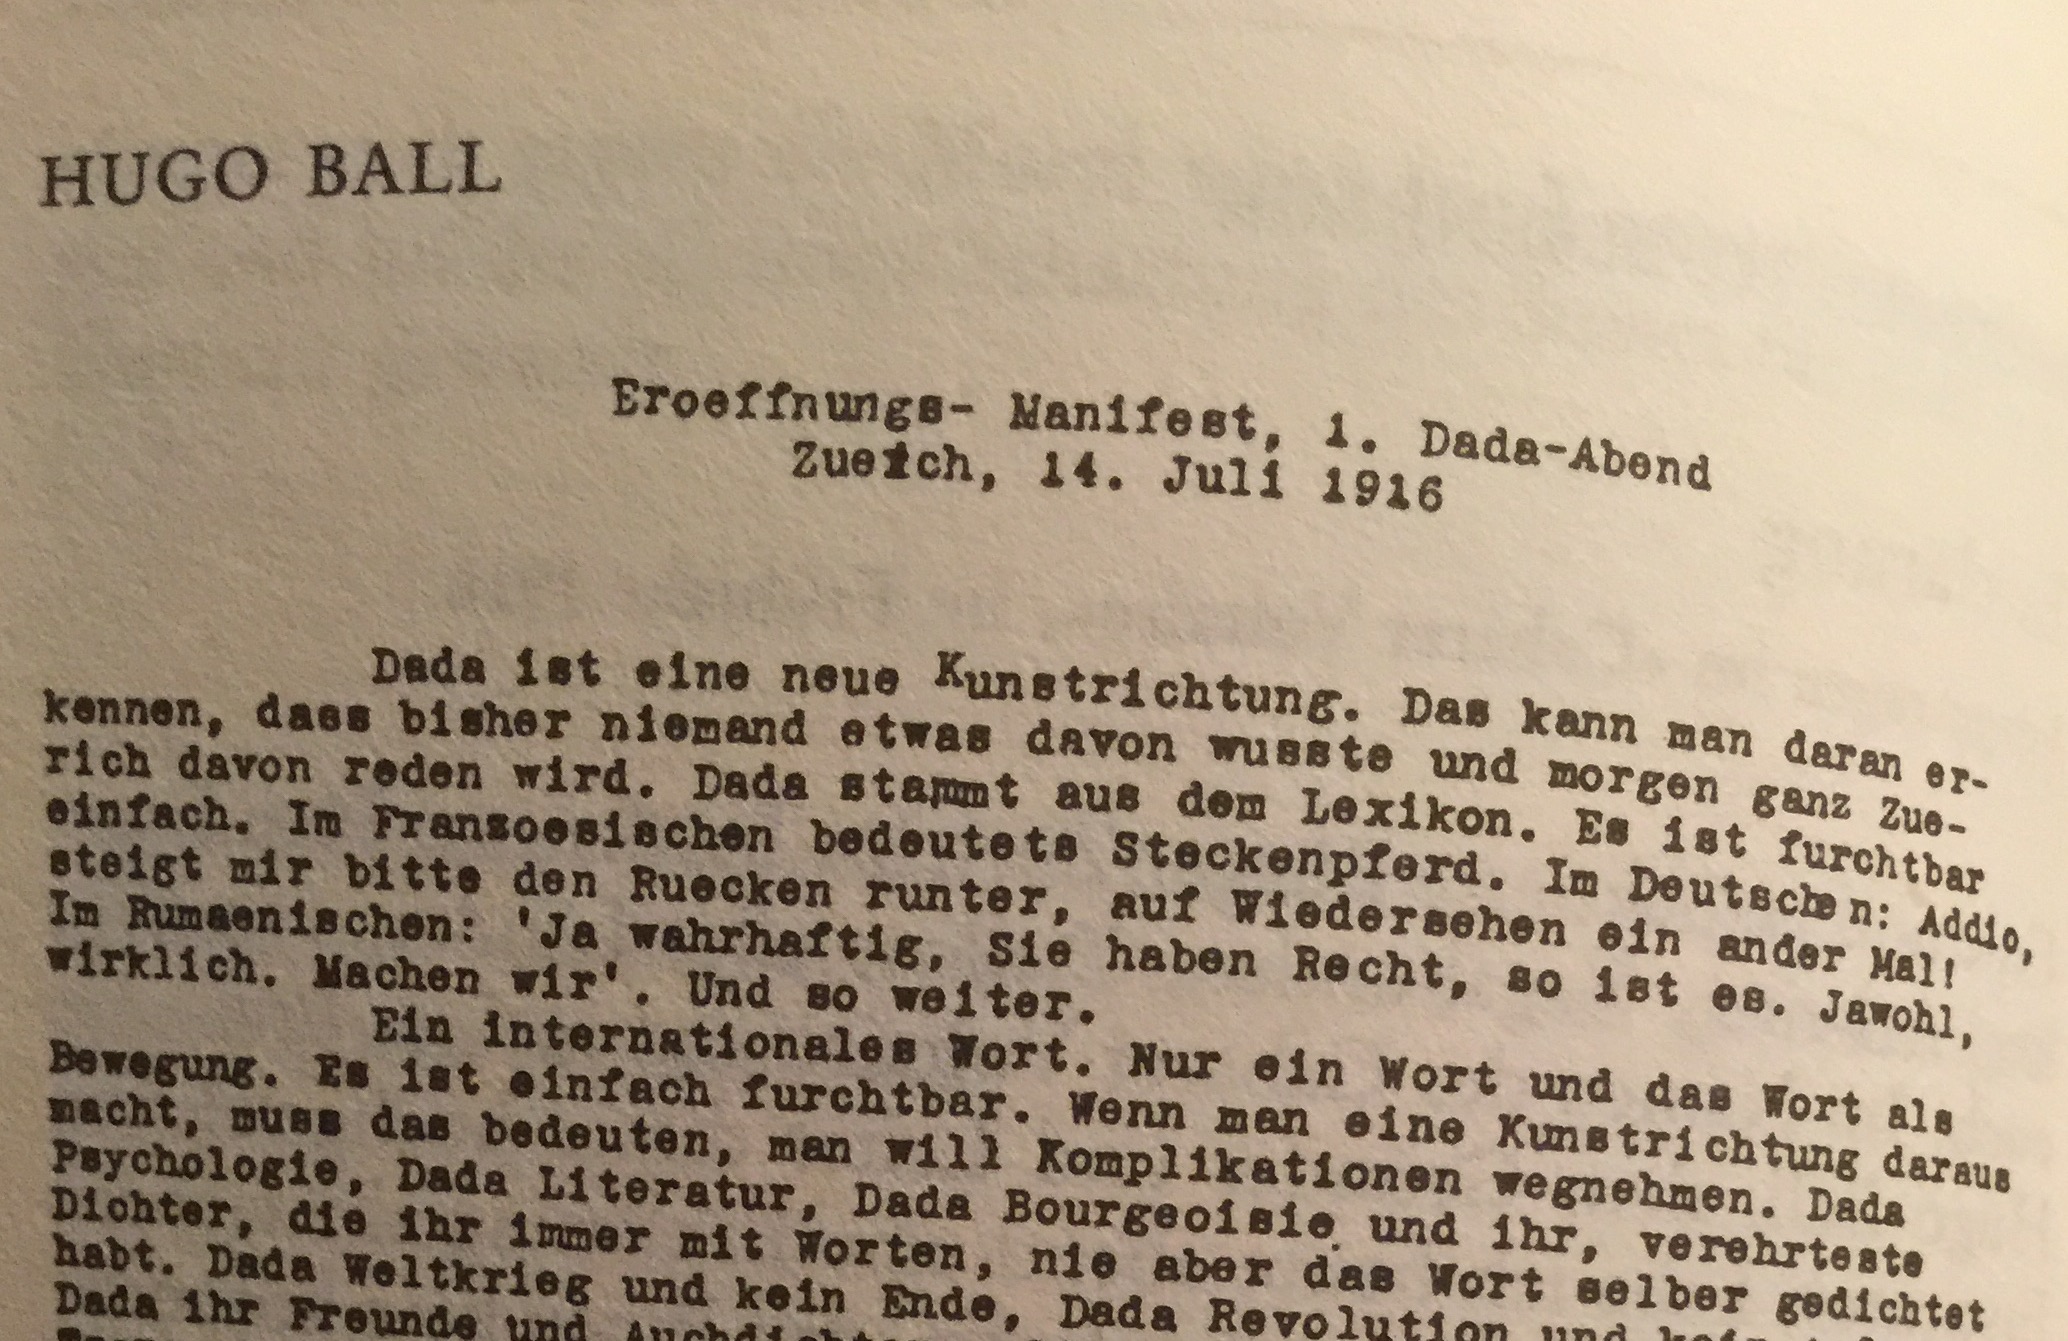 HUGO BALL
Eroeffnungs- Manifest, 1. Dada-Abend
Zuerich, 14. Juli 1916
Dada ist eine neue Kunstrichtung. Das kann man daran er-
kennen, dass bisher niemand etwas davon wusste und morgen ganz Zue-
rich davon reden wird. Dada stammt aus dem Lexikon. Es ist furchtbar
einfach. Im Franzoesischen bedeutets Steckenpferd. Im Deutschen: Addio,
steigt mir bitte den Ruecken runter, auf Wiedersehen ein ander Mal!
Im Rumaenischen: 'Ja wahrhaftig, Sie haben Recht, so ist es. Jawohl,
wirklich. Machen wir'. Und so weiter.
Ein internationales Wort. Nur ein Wort und das Wort als
Bewegung. Es ist einfach furchtbar. Wenn man eine Kunstrichtung daraus
macht, muss das bedeuten, man will Komplikationen wegnehmen. Dada
Psychologie, Dada Literatur, Dada Bourgeoisie und ihr, verehrteste
Dichter, die ihr immer mit Worten, nie aber das Wort selber gedichtet
habt. Dada Weltkrieg und kein Ende, Dada Revolution und kein
Dada ihr Freunde und